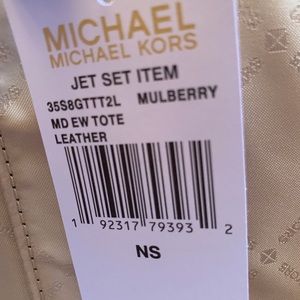 MICHAEL
MICHAEL KORS
JET SET ITEM
35S8GTTT2L MULBERRY
MD EW TOTE
LEATHER
1 92317 79393 2
NS